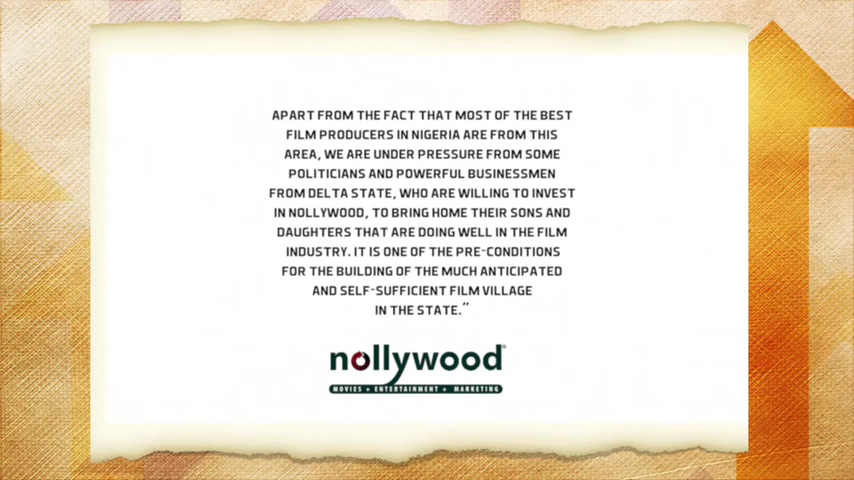 APART FROM THE FACT THAT MOST OF THE BEST
FILM PRODUCERS IN NIGERIA ARE FROM THIS
AREA, WE ARE UNDER PRESSURE FROM SOME
POLITICIANS AND POWERFUL BUSINESSMEN
FROM DELTA STATE, WHO ARE WILLING TO INVEST
IN NOLLYWOOD, TO BRING HOME THEIR SONS AND
DAUGHTERS THAT ARE DOING WELL IN THE FILM
INDUSTRY. IT IS ONE OF THE PRE-CONDITIONS
FOR THE BUILDING OF THE MUCH ANTICIPATED
AND SELF-SUFFICIENT FILM VILLAGE
IN THE STATE.”
nollywood®
MOVIES + ENTERTAINMENT + MARKETING